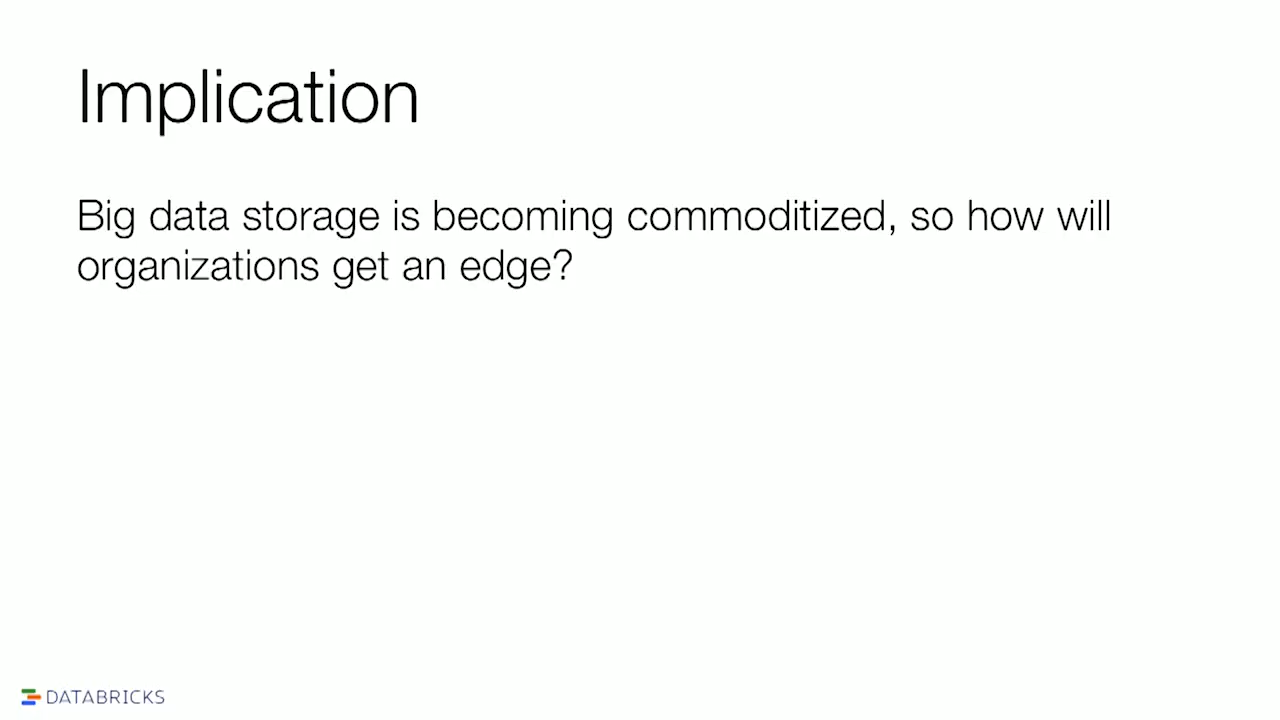 Implication
Big data storage is becoming commoditized, so how will
organizations get an edge?
DATABRICKS